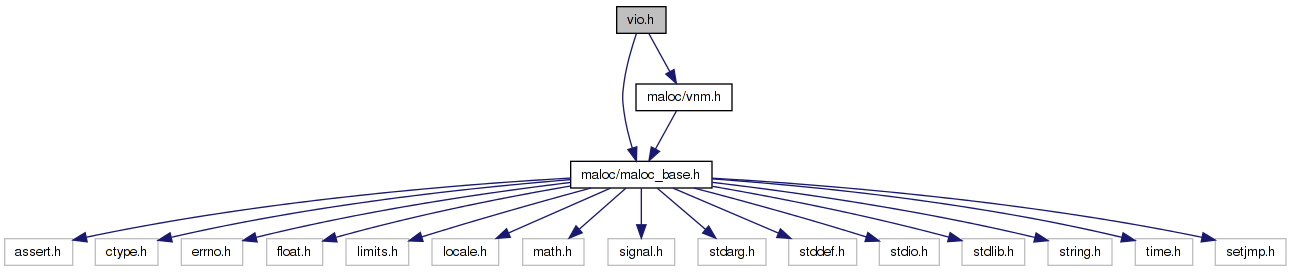 vio.h
maloc/vnm.h
maloc/maloc_base.h
assert.h
ctype.h
errno.h
float.h
limits.h
locale.h
math.h
signal.h
stdarg.h
stddef.h
stdio.h
stdlib.h
string.h
time.h
setjmp.h